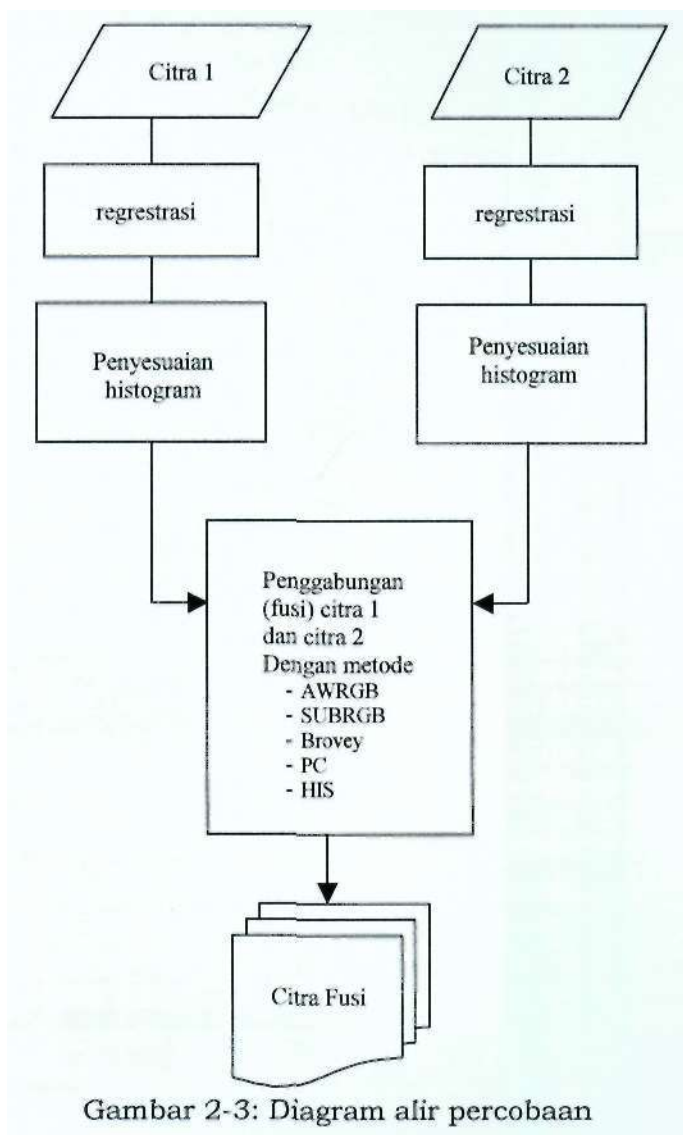 Citra 1
Citra 2
regrestrasi
regrestrasi
Penyesuaian
histogram
Penyesuaian
histogram
Penggabungan
(fusi) citra 1
dan citra 2
Dengan metode
- AWRGB
- SUBRGB
- Brovey
- PC
- HIS
Citra Fusi
Gambar 2-3: Diagram alir percobaan